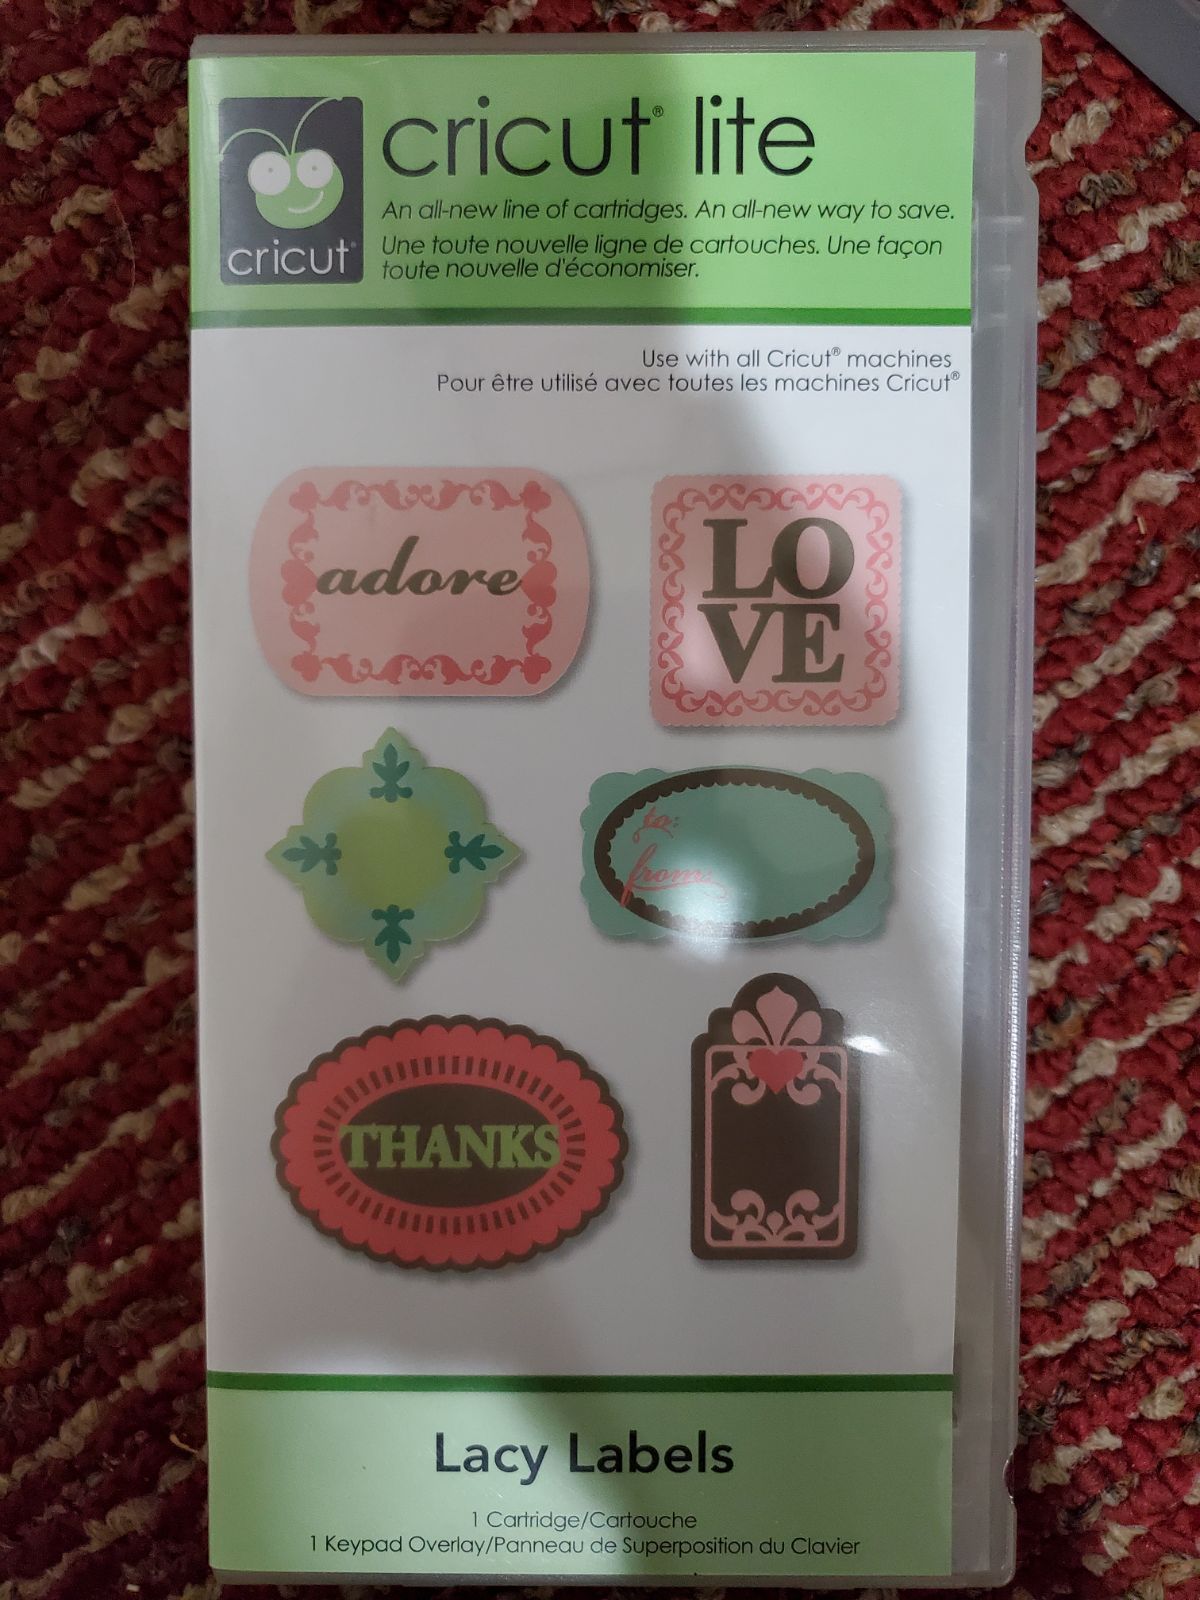 cricut® lite
An all-new line of cartridges. An all-new way to save.
Une toute nouvelle ligne de cartouches. Une façon
toute nouvelle d'économiser.
cricut®
Use with all Cricut® machines
Pour être utilisé avec toutes les machines Cricut®
adore
LO
VE
to:
from:
THANKS
Lacy Labels
1 Cartridge/Cartouche
1 Keypad Overlay/Panneau de Superposition du Clavier